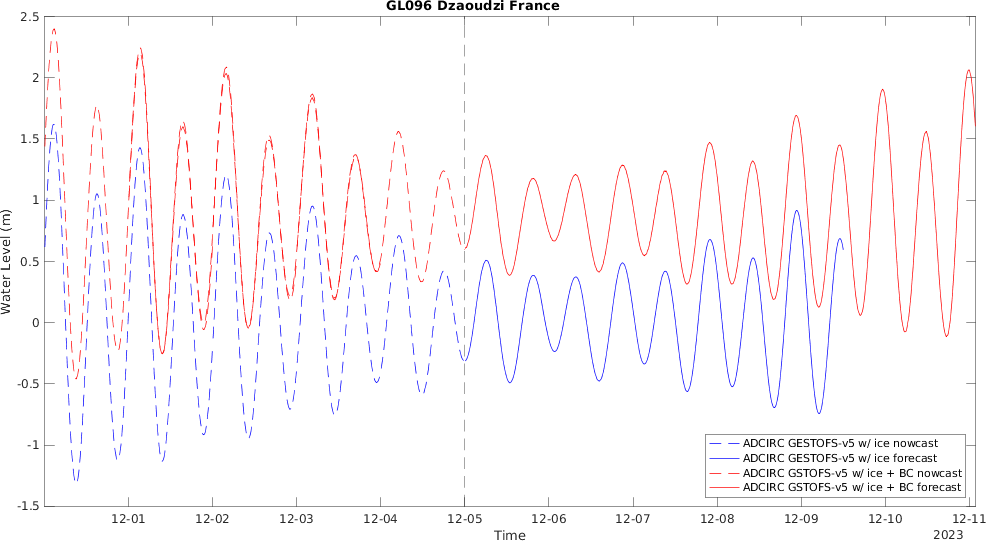 GL096 Dzaoudzi France
Water Level (m)
2.5
2
1.5
1
0.5
0
-0.5
-1
-1.5
12-01 12-02 12-03 12-04 12-05 12-06 12-07 12-08 12-09 12-10 12-11
Time
2023
ADCIRC GESTOFS-v5 w/ ice nowcast
ADCIRC GESTOFS-v5 w/ ice forecast
ADCIRC GSTOFS-v5 w/ ice + BC nowcast
ADCIRC GSTOFS-v5 w/ ice + BC forecast